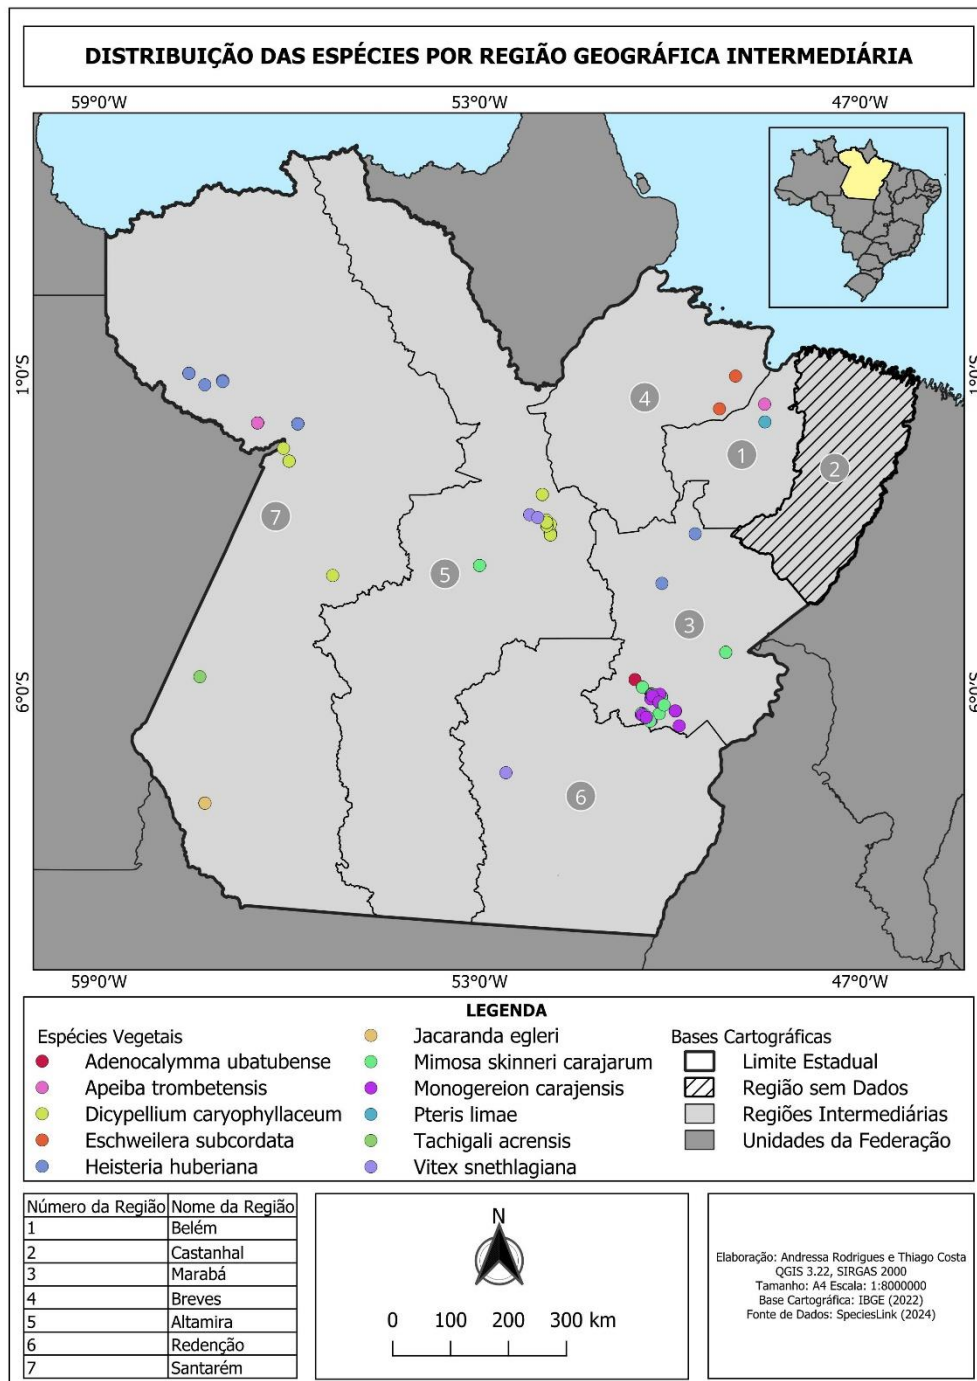 DISTRIBUIÇÃO DAS ESPÉCIES POR REGIÃO GEOGRÁFICA INTERMEDIÁRIA
59°0′W 53°0′W 47°0′W
1°0′S 1°0′S
4
1
2
7
5
3
6°0′S 6°0′S
6
59°0′W 53°0′W 47°0′W
LEGENDA
Espécies Vegetais
Adenocalymma ubatubense
Apeiba trombetensis
Dicypellium caryophyllaceum
Eschweilera subcordata
Heisteria huberiana
Jacaranda egleri
Mimosa skinneri carajarum
Monogereion carajensis
Pteris limae
Tachigali acrensis
Vitex snethlagiana
Bases Cartográficas
Limite Estadual
Região sem Dados
Regiões Intermediárias
Unidades da Federação
Número da Região Nome da Região
1 Belém
2 Castanhal
3 Marabá
4 Breves
5 Altamira
6 Redenção
7 Santarém
N
0 100 200 300 km
Elaboração: Andressa Rodrigues e Thiago Costa
QGIS 3.22, SIRGAS 2000
Tamanho: A4 Escala: 1:8000000
Base Cartográfica: IBGE (2022)
Fonte de Dados: SpeciesLink (2024)